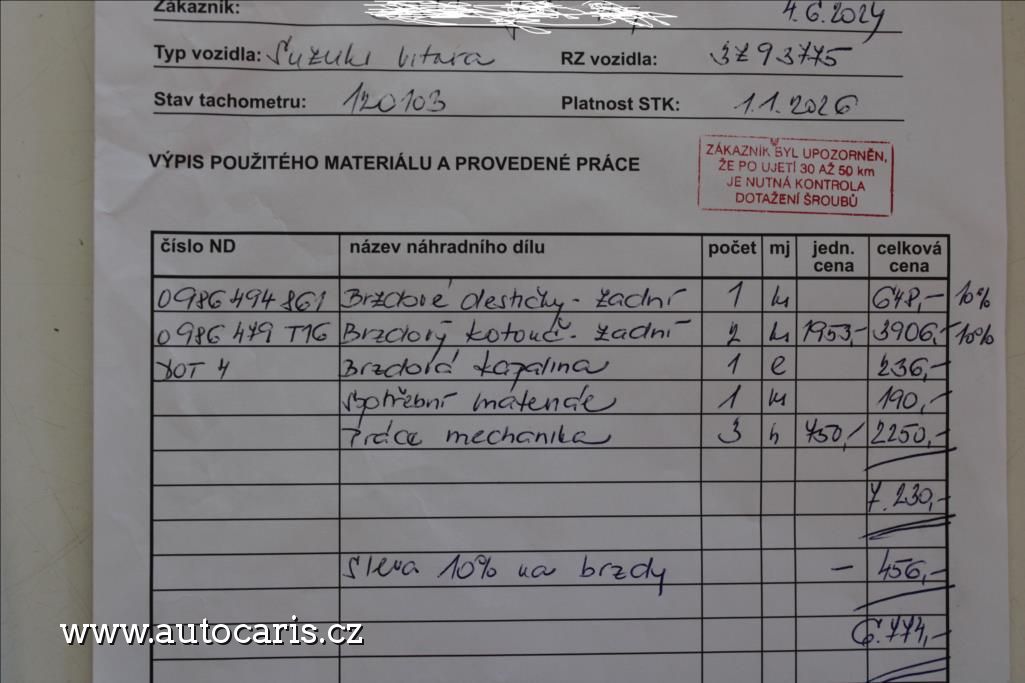 Zákazník: 4.6.2024
Typ vozidla: Suzuki Vitara RZ vozidla: 3Z9 3775
Stav tachometru: 120103 Platnost STK: 1.1.2026
VÝPIS POUŽITÉHO MATERIÁLU A PROVEDENÉ PRÁCE
ZÁKAZNÍK BYL UPOZORNĚN,
ŽE PO UJETÍ 30 AŽ 50 km
JE NUTNÁ KONTROLA
DOTAŽENÍ ŠROUBŮ
číslo ND název náhradního dílu počet mj jedn. cena celková cena
0986 494 861 Brzdové destičky - zadní 1 648,- 10%
0986 479 T16 Brzdový kotouč - zadní 2 1953,- 3906,- 10%
DOT 4 Brzdová kapalina 1 l 236,-
Spotřební materiál 1 190,-
Práce mechanika 3 h 750,- 2250,-
7.230,-
Sleva 10% na brzdy - 456,-
6.774,-
www.autocaris.cz